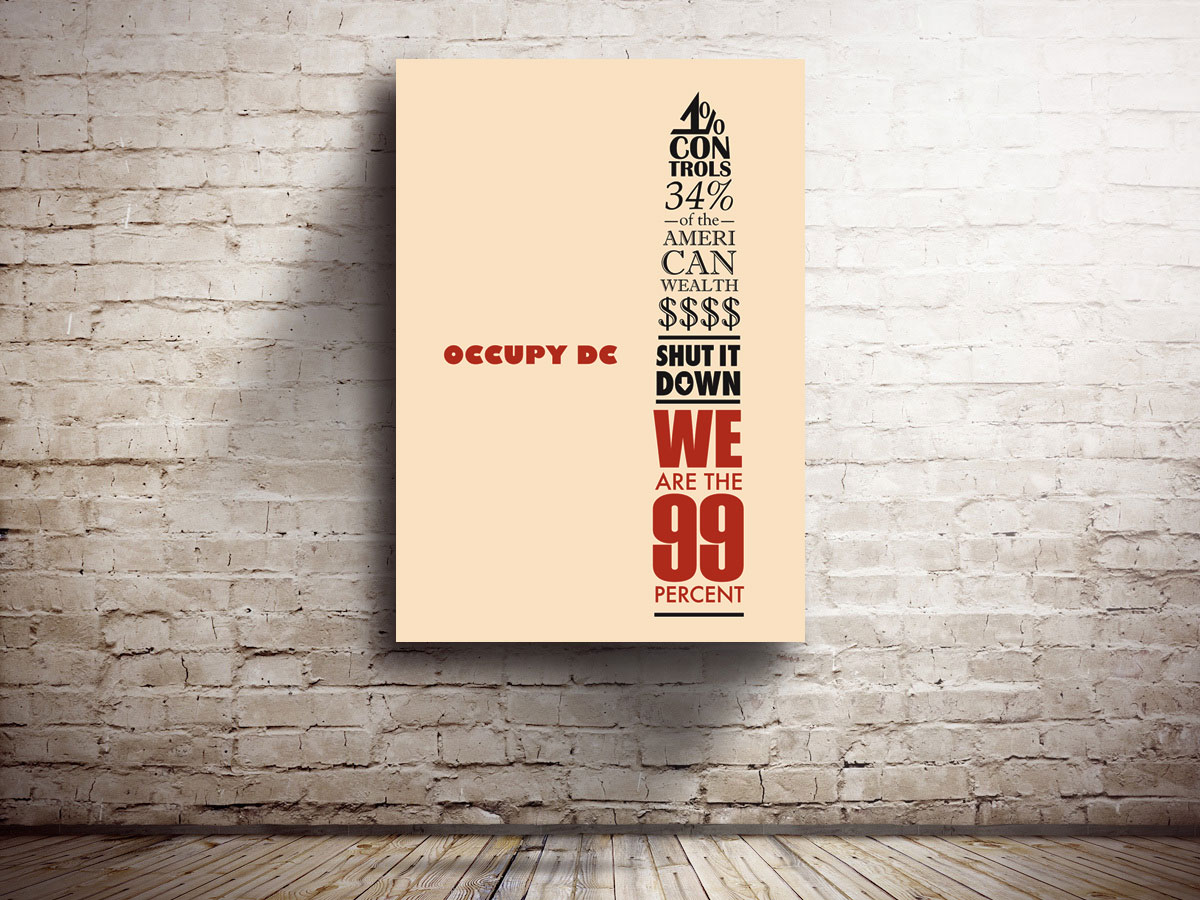 1%
CON
TROLS
34%
—of the—
AMERI
CAN
WEALTH
$$$$
OCCUPY DC
SHUT IT
DOWN
WE
ARE THE
99
PERCENT